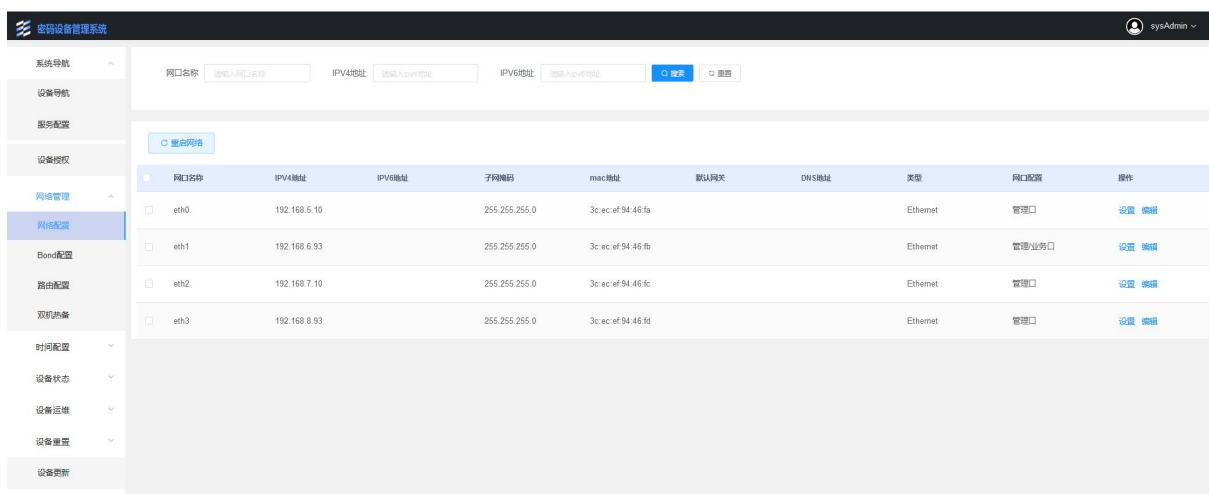 密码设备管理系统
sysAdmin
系统导航
设备导航
服务配置
设备授权
网络管理
网络配置
Bond配置
路由配置
双机热备
时间配置
设备状态
设备运维
设备重置
设备更新
网口名称 请输入网口名称 IPV4地址 请输入ipv4地址 IPV6地址 请输入ipv6地址 搜索 重置
重启网络
网口名称 IPV4地址 IPV6地址 子网掩码 mac地址 默认网关 DNS地址 类型 网口配置 操作
eth0 192.168.5.10 255.255.255.0 3c:ec:ef:94:46:fa Ethernet 管理口 设置 编辑
eth1 192.168.6.93 255.255.255.0 3c:ec:ef:94:46:fb Ethernet 管理/业务口 设置 编辑
eth2 192.168.7.10 255.255.255.0 3c:ec:ef:94:46:fc Ethernet 管理口 设置 编辑
eth3 192.168.8.93 255.255.255.0 3c:ec:ef:94:46:fd Ethernet 管理口 设置 编辑